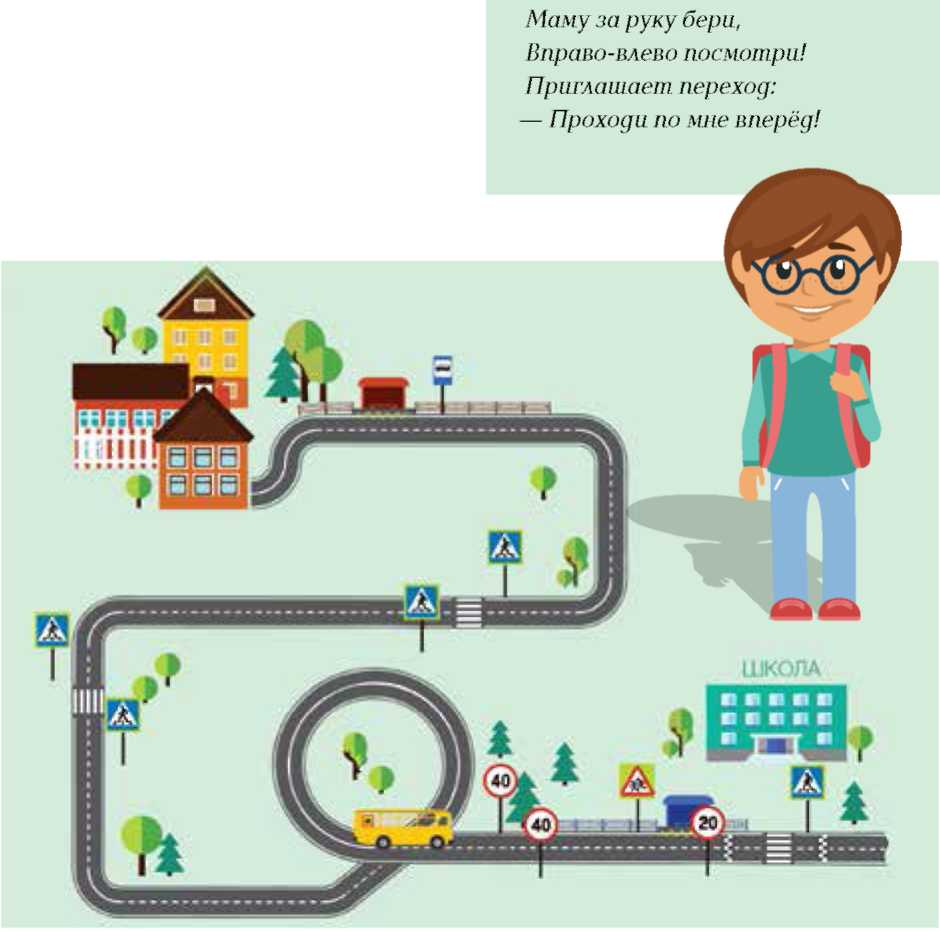 Маму за руку бери,
Вправо-влево посмотри!
Приглашает переход:
— Проходи по мне вперёд!
ШКОЛА
40
40
20